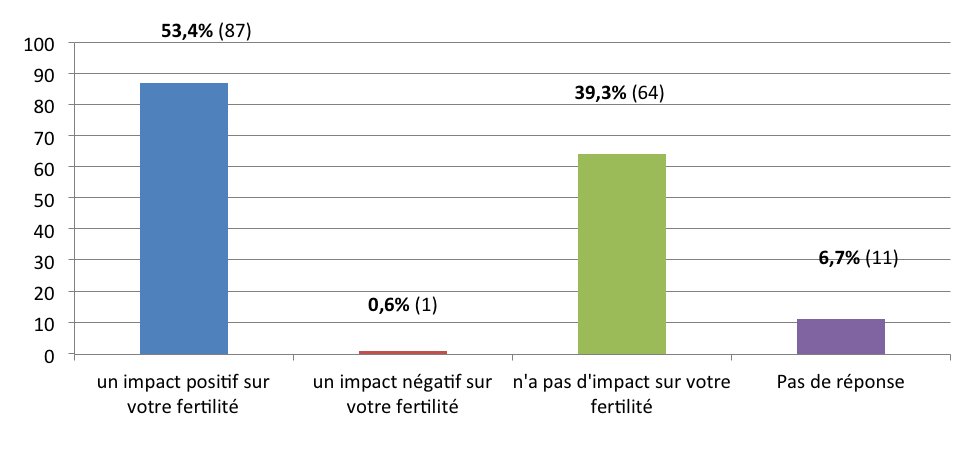 53,4% (87)
100
90
39,3% (64)
80
70
60
50
40
30
6,7% (11)
20
0,6% (1)
10
0
un impact positif sur
votre fertilité
un impact négatif sur
votre fertilité
n'a pas d'impact sur votre
fertilité
Pas de réponse